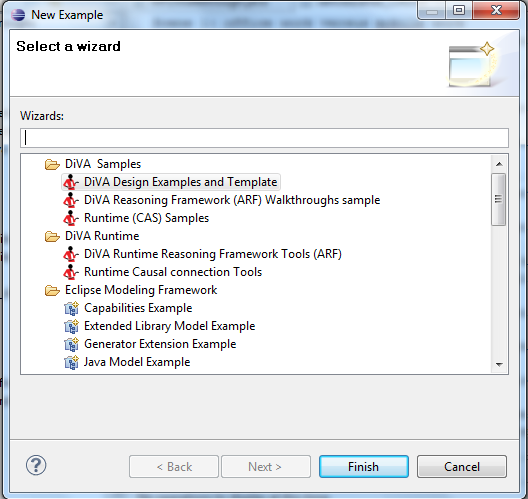 New Example
Select a wizard
Wizards:
DiVA  Samples
DiVA Design Examples and Template
DiVA Reasoning Framework (ARF) Walkthroughs sample
Runtime (CAS) Samples
DiVA Runtime
DiVA Runtime Reasoning Framework Tools (ARF)
Runtime Causal connection Tools
Eclipse Modeling Framework
Capabilities Example
Extended Library Model Example
Generator Extension Example
Java Model Example
? < Back Next > Finish Cancel